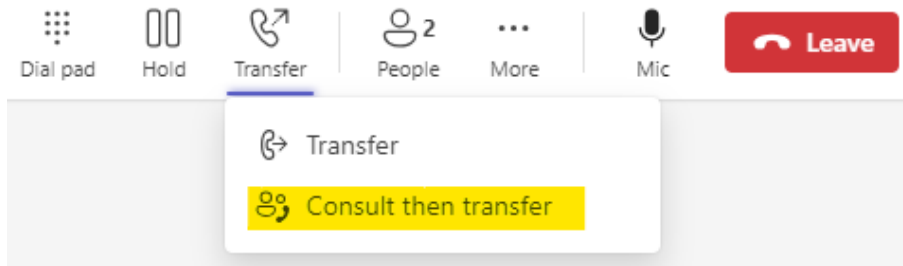 2
Dial pad Hold Transfer People More Mic Leave
Transfer
Consult then transfer